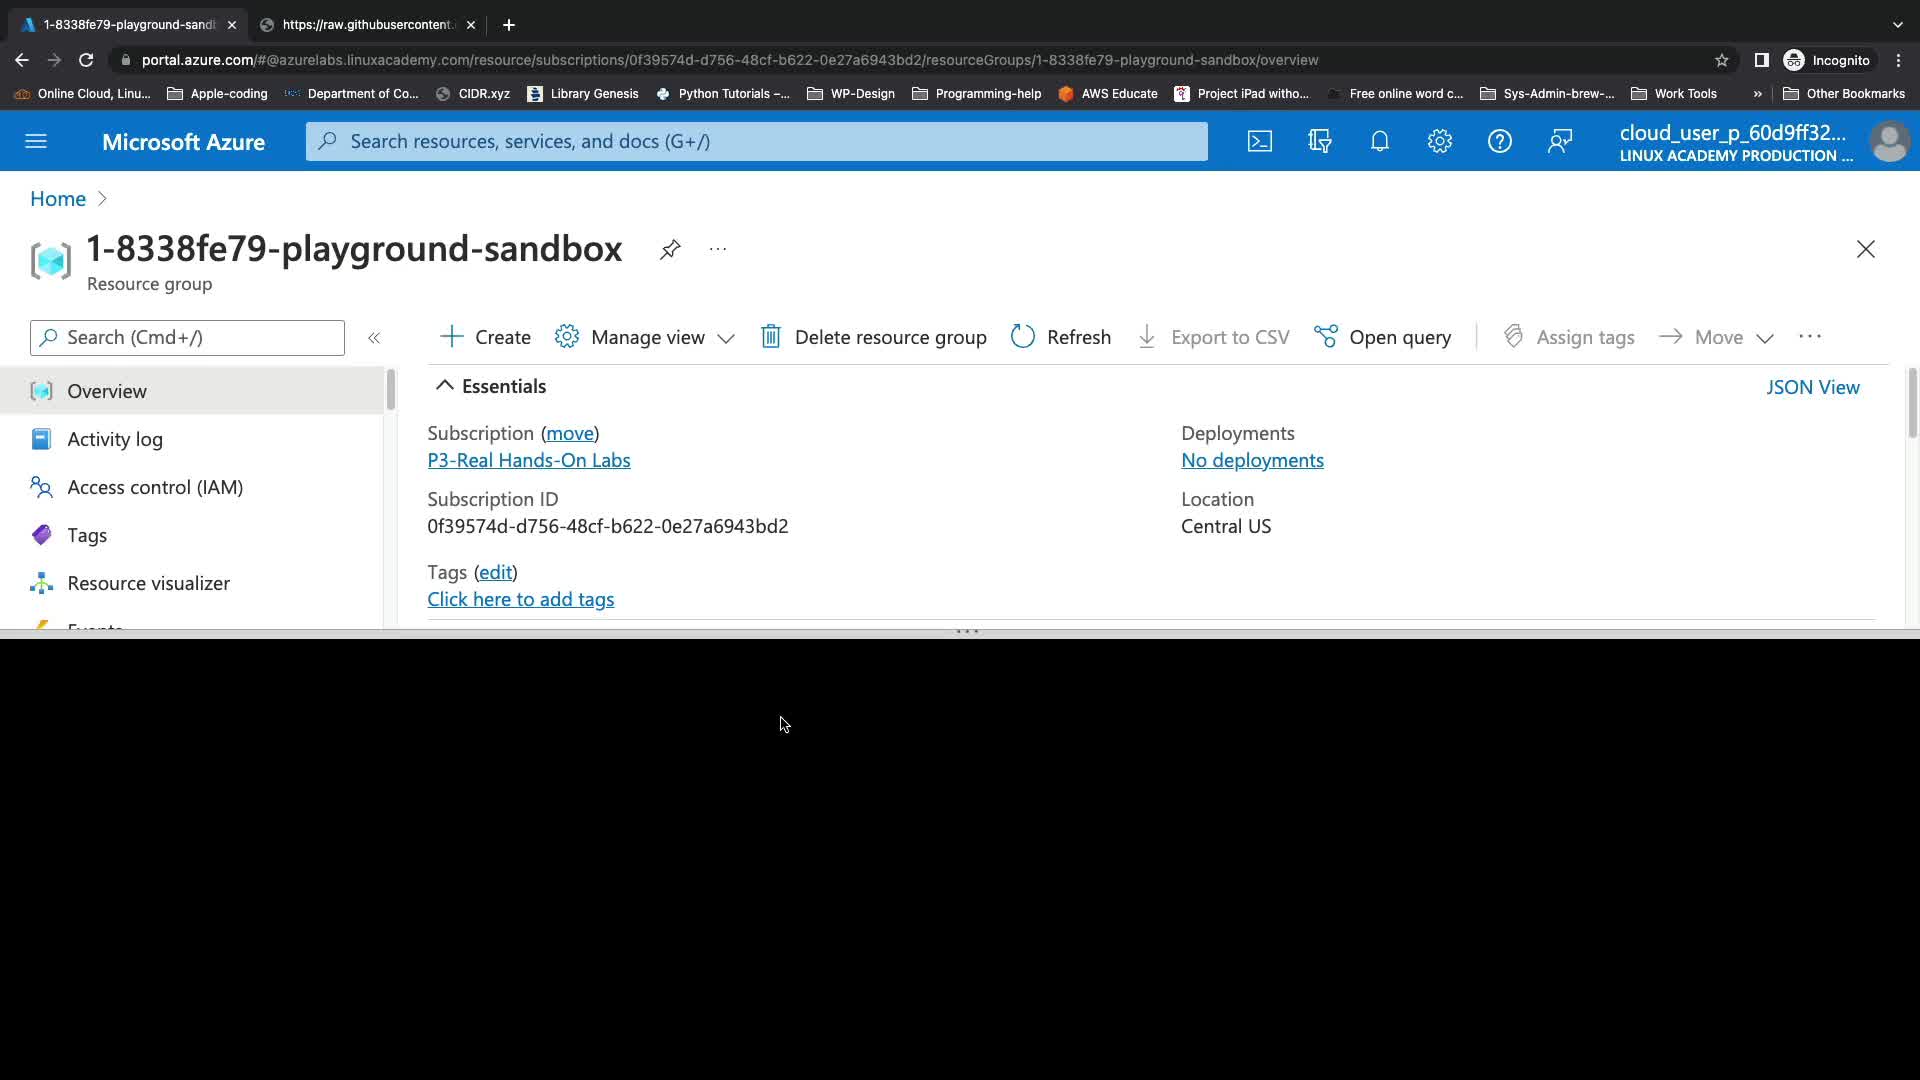 1-8338fe79-playground-sandb
https://raw.githubusercontent.
portal.azure.com/#@azurelabs.linuxacademy.com/resource/subscriptions/0f39574d-d756-48cf-b622-0e27a6943bd2/resourceGroups/1-8338fe79-playground-sandbox/overview
Incognito
Online Cloud, Linu...
Apple-coding
Department of Co...
CIDR.xyz
Library Genesis
Python Tutorials –...
WP-Design
Programming-help
AWS Educate
Project iPad witho...
Free online word c...
Sys-Admin-brew-...
Work Tools
»
Other Bookmarks
Microsoft Azure
Search resources, services, and docs (G+/)
cloud_user_p_60d9ff32...
LINUX ACADEMY PRODUCTION ...
Home
1-8338fe79-playground-sandbox
...
Resource group
Search (Cmd+/)
«
Create
Manage view
Delete resource group
Refresh
Export to CSV
Open query
Assign tags
Move
...
Overview
Activity log
Access control (IAM)
Tags
Resource visualizer
Events
Essentials
JSON View
Subscription (move)
P3-Real Hands-On Labs
Subscription ID
0f39574d-d756-48cf-b622-0e27a6943bd2
Tags (edit)
Click here to add tags
Deployments
No deployments
Location
Central US